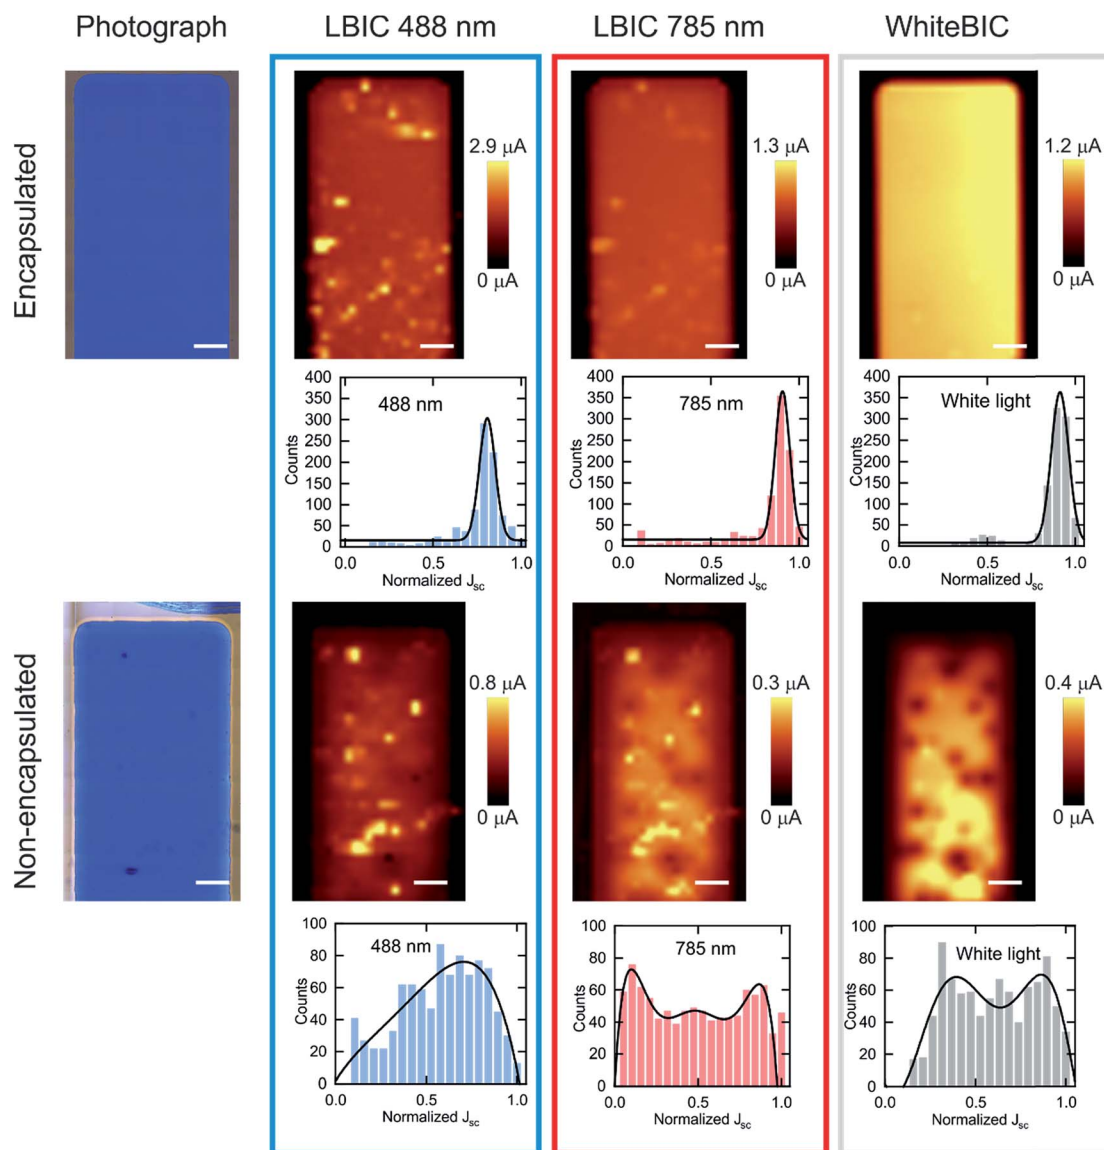 Photograph
LBIC 488 nm
LBIC 785 nm
WhiteBIC
Encapsulated
2.9 μA
0 μA
1.3 μA
0 μA
1.2 μA
0 μA
400
350
300
250
200
150
100
50
0
Counts
488 nm
0.0 0.5 1.0
Normalized Jsc
400
350
300
250
200
150
100
50
0
Counts
785 nm
0.0 0.5 1.0
Normalized Jsc
400
350
300
250
200
150
100
50
0
Counts
White light
0.0 0.5 1.0
Normalized Jsc
Non-encapsulated
0.8 μA
0 μA
0.3 μA
0 μA
0.4 μA
0 μA
100
80
60
40
20
0
Counts
488 nm
0.0 0.5 1.0
Normalized Jsc
100
80
60
40
20
0
Counts
785 nm
0.0 0.5 1.0
Normalized Jsc
100
80
60
40
20
0
Counts
White light
0.0 0.5 1.0
Normalized Jsc